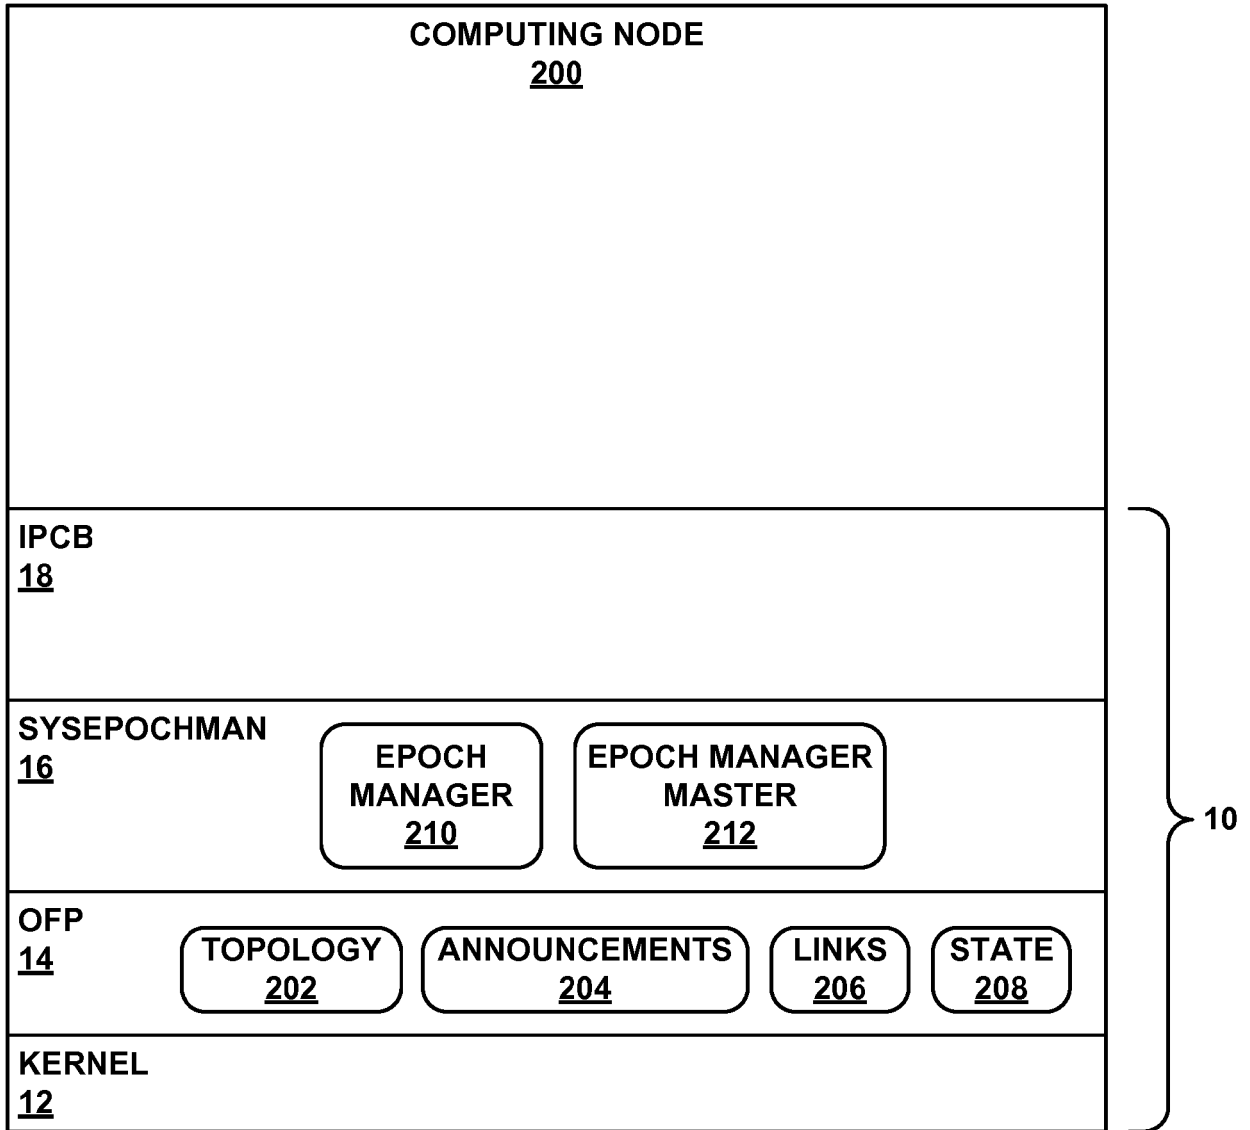 COMPUTING NODE
200
IPCB
18
SYSEPOCHMAN
16
EPOCH
MANAGER
210
EPOCH MANAGER
MASTER
212
10
OFP
14
TOPOLOGY
202
ANNOUNCEMENTS
204
LINKS
206
STATE
208
KERNEL
12